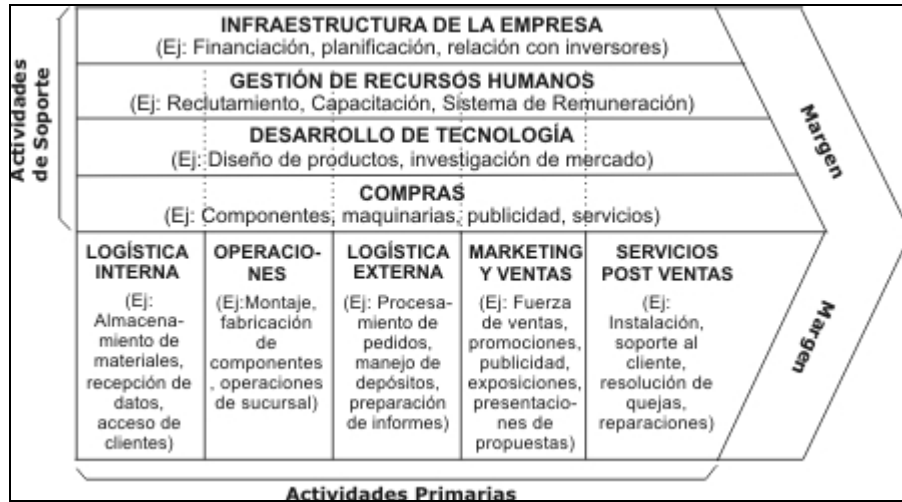 Actividades
de Soporte
INFRAESTRUCTURA DE LA EMPRESA
(Ej: Financiación, planificación, relación con inversores)
GESTIÓN DE RECURSOS HUMANOS
(Ej: Reclutamiento, Capacitación, Sistema de Remuneración)
DESARROLLO DE TECNOLOGÍA
(Ej: Diseño de productos, investigación de mercado)
COMPRAS
(Ej: Componentes, maquinarias, publicidad, servicios)
Margen
LOGÍSTICA
INTERNA
(Ej:
Almacena-
miento de
materiales,
recepción de
datos,
acceso de
clientes)
OPERACIO-
NES
(Ej:Montaje,
fabricación
de
componentes
, operaciones
de sucursal)
LOGÍSTICA
EXTERNA
(Ej: Procesa-
miento de
pedidos,
manejo de
depósitos,
preparación
de informes)
MARKETING
Y VENTAS
(Ej: Fuerza
de ventas,
promociones,
publicidad,
exposiciones,
presentacio-
nes de
propuestas)
SERVICIOS
POST VENTAS
(Ej:
Instalación,
soporte al
cliente,
resolución de
quejas,
reparaciones)
Margen
Actividades Primarias